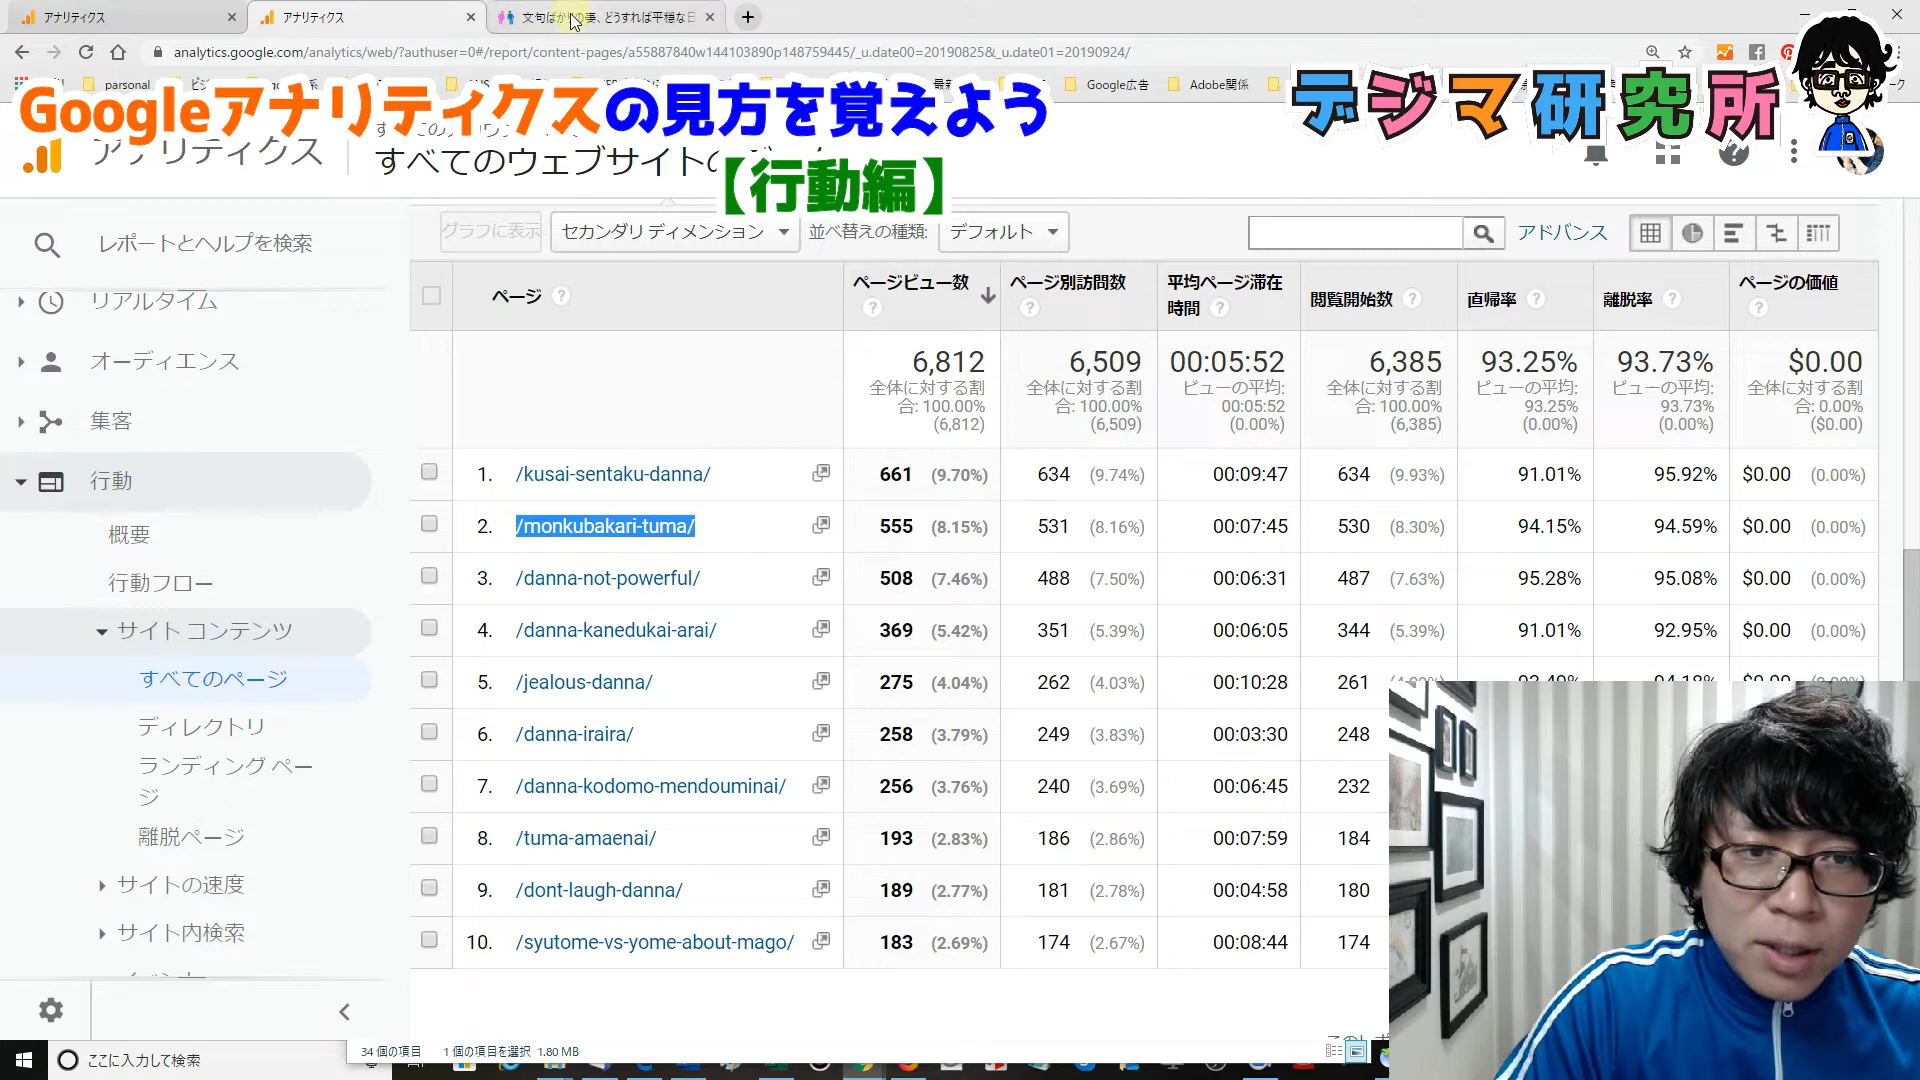 アナリティクス
アナリティクス
文句ばかりの妻、どうすれば平穏な日
analytics.google.com/analytics/web/?authuser=0#/report/content-pages/a55887840w144103890p148759445/_u.date00=20190825&_u.date01=20190924/
parsonal
Google広告
Adobe関係
Googleアナリティクスの見方を覚えよう
【行動編】
デジマ研究所
アナリティクス
すべてのウェブサイトの
レポートとヘルプを検索
リアルタイム
オーディエンス
集客
行動
概要
行動フロー
サイト コンテンツ
すべてのページ
ディレクトリ
ランディング ページ
離脱ページ
サイトの速度
サイト内検索
グラフに表示 セカンダリ ディメンション 並べ替えの種類: デフォルト アドバンス
ページ ページビュー数 ページ別訪問数 平均ページ滞在時間 閲覧開始数 直帰率 離脱率 ページの価値
6,812 6,509 00:05:52 6,385 93.25% 93.73% $0.00
全体に対する割合: 100.00% (6,812) 全体に対する割合: 100.00% (6,509) ビューの平均: 00:05:52 (0.00%) 全体に対する割合: 100.00% (6,385) ビューの平均: 93.25% (0.00%) ビューの平均: 93.73% (0.00%) 全体に対する割合: 0.00% ($0.00)
1. /kusai-sentaku-danna/ 661 (9.70%) 634 (9.74%) 00:09:47 634 (9.93%) 91.01% 95.92% $0.00 (0.00%)
2. /monkubakari-tuma/ 555 (8.15%) 531 (8.16%) 00:07:45 530 (8.30%) 94.15% 94.59% $0.00 (0.00%)
3. /danna-not-powerful/ 508 (7.46%) 488 (7.50%) 00:06:31 487 (7.63%) 95.28% 95.08% $0.00 (0.00%)
4. /danna-kanedukai-arai/ 369 (5.42%) 351 (5.39%) 00:06:05 344 (5.39%) 91.01% 92.95% $0.00 (0.00%)
5. /jealous-danna/ 275 (4.04%) 262 (4.03%) 00:10:28 261
6. /danna-iraira/ 258 (3.79%) 249 (3.83%) 00:03:30 248
7. /danna-kodomo-mendouminai/ 256 (3.76%) 240 (3.69%) 00:06:45 232
8. /tuma-amaenai/ 193 (2.83%) 186 (2.86%) 00:07:59 184
9. /dont-laugh-danna/ 189 (2.77%) 181 (2.78%) 00:04:58 180
10. /syutome-vs-yome-about-mago/ 183 (2.69%) 174 (2.67%) 00:08:44 174
34 個の項目 1 個の項目を選択 1.80 MB
ここに入力して検索